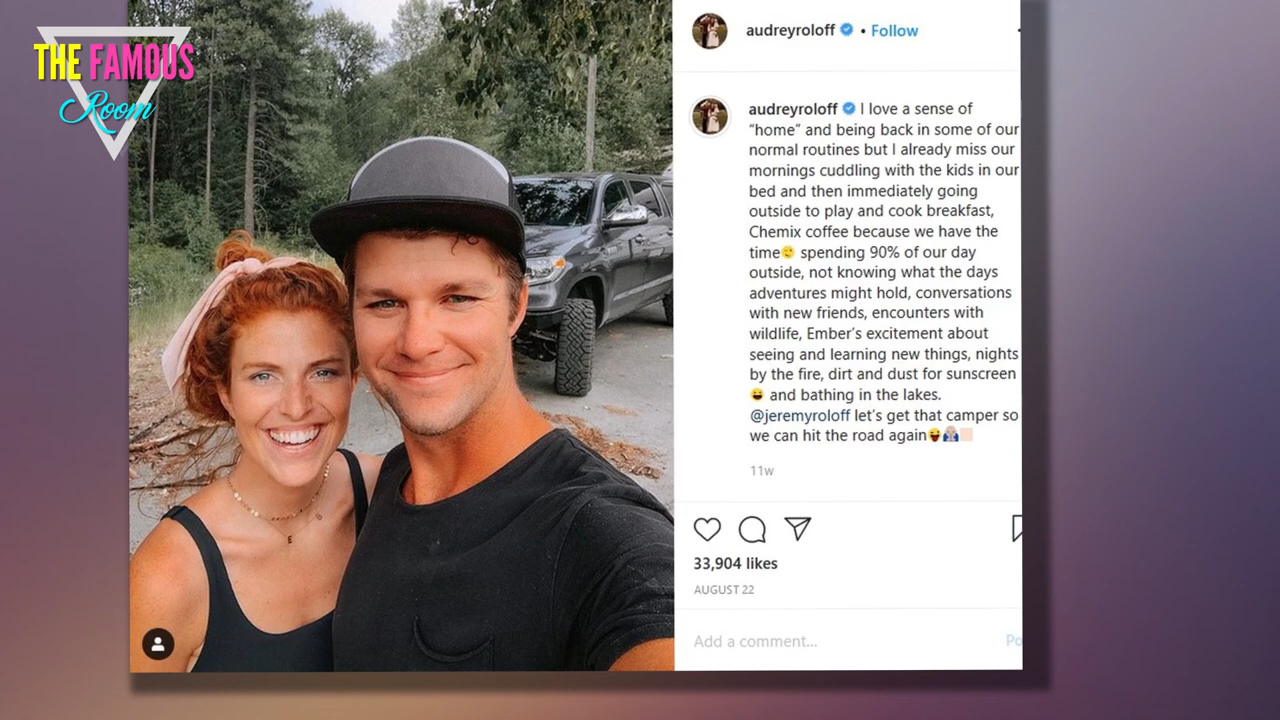 THE FAMOUS
Room
audreyroloff • Follow
audreyroloff I love a sense of
"home" and being back in some of our
normal routines but I already miss our
mornings cuddling with the kids in our
bed and then immediately going
outside to play and cook breakfast,
Chemix coffee because we have the
time spending 90% of our day
outside, not knowing what the days
adventures might hold, conversations
with new friends, encounters with
wildlife, Ember's excitement about
seeing and learning new things, nights
by the fire, dirt and dust for sunscreen
😄 and bathing in the lakes.
@jeremyroloff let's get that camper so
we can hit the road again
11w
33,904 likes
AUGUST 22
Add a comment...
Po
E